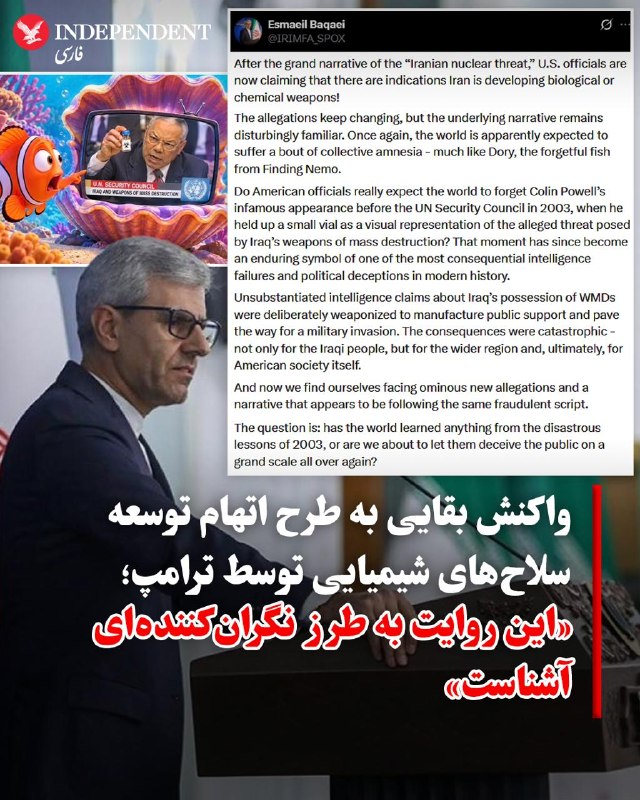 INDEPENDENT
فارسی
Esmaeil Baqaei
@IRIMFA_SPOX
After the grand narrative of the “Iranian nuclear threat,” U.S. officials are
now claiming that there are indications Iran is developing biological or
chemical weapons!
The allegations keep changing, but the underlying narrative remains
disturbingly familiar. Once again, the world is apparently expected to
suffer a bout of collective amnesia – much like Dory, the forgetful fish
from Finding Nemo.
Do American officials really expect the world to forget Colin Powell’s
infamous appearance before the UN Security Council in 2003, when he
held up a small vial as a visual representation of the alleged threat posed
by Iraq’s weapons of mass destruction? That moment has since become
an enduring symbol of one of the most consequential intelligence
failures and political deceptions in modern history.
Unsubstantiated intelligence claims about Iraq’s possession of WMDs
were deliberately weaponized to manufacture public support and pave
the way for a military invasion. The consequences were catastrophic –
not only for the Iraqi people, but for the wider region and, ultimately, for
American society itself.
And now we find ourselves facing ominous new allegations and a
narrative that appears to be following the same fraudulent script.
The question is: has the world learned anything from the disastrous
lessons of 2003, or are we about to let them deceive the public on a
grand scale all over again?
U.N. SECURITY COUNCIL
IRAQ AND WEAPONS OF MASS DESTRUCTION
واکنش بقایی به طرح اتهام توسعه
سلاح‌های شیمیایی توسط ترامپ؛
«این روایت به طرز نگران‌کننده‌ای
آشناست»